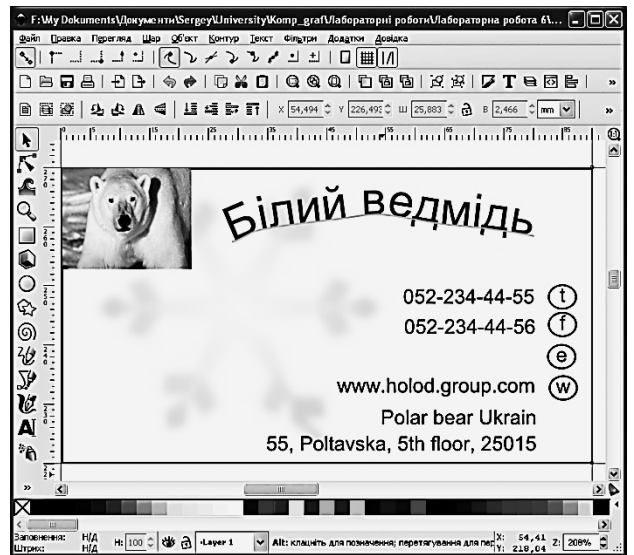 F:\My Dokuments\Документи\Sergey\University\Komp_graf\Лабораторні роботи\Лабораторна робота 6\...
Файл Правка Перегляд Шар Об'єкт Контур Текст Фільтри Додатки Довідка
X 54,494 Y 226,493 Ш 25,883 В 2,466 mm
Білий ведмідь
052-234-44-55 t
052-234-44-56 f
e
www.holod.group.com w
Polar bear Ukrain
55, Poltavska, 5th floor, 25015
Заповнення: Н/Д Н: 100 Layer 1 Alt: клацніть для позначення; перетягування для пер X: 54,41 Z: 208%
Штрих: Н/Д Y: 218,04